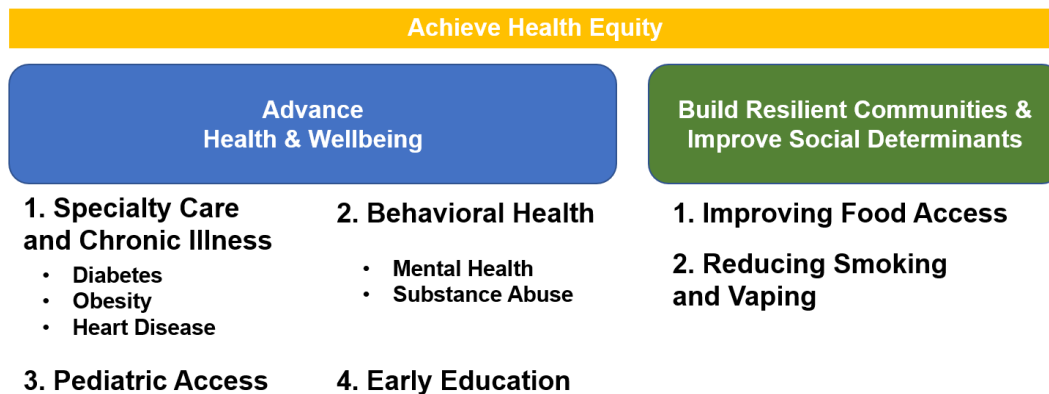 Achieve Health Equity
Advance
Health & Wellbeing
Build Resilient Communities &
Improve Social Determinants
1. Specialty Care
and Chronic Illness
• Diabetes
• Obesity
• Heart Disease
2. Behavioral Health
• Mental Health
• Substance Abuse
3. Pediatric Access
4. Early Education
1. Improving Food Access
2. Reducing Smoking
and Vaping